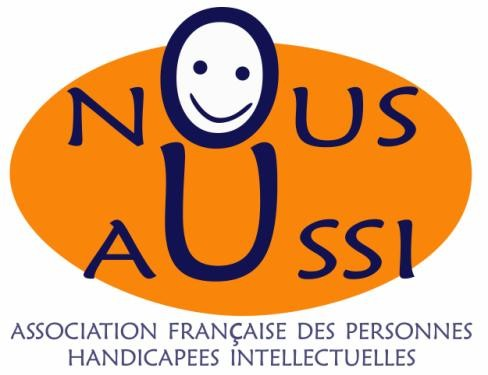 NOUS
AUSSI
ASSOCIATION FRANÇAISE DES PERSONNES
HANDICAPEES INTELLECTUELLES